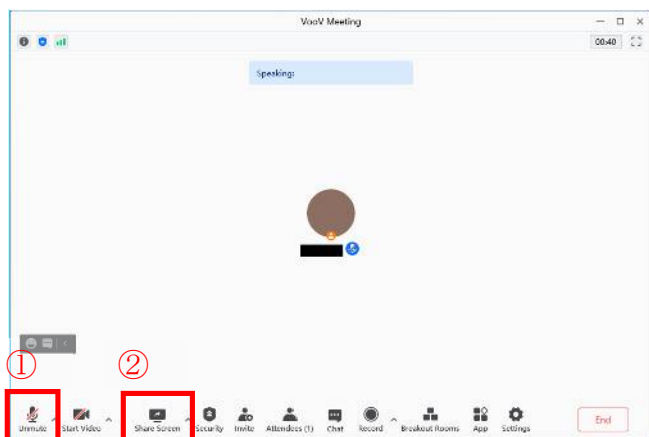 VooV Meeting
00:40
Speaking:
① ②
Unmute Start Video Share Screen Security Invite Attendees (1) Chat Record Breakout Rooms App Settings End